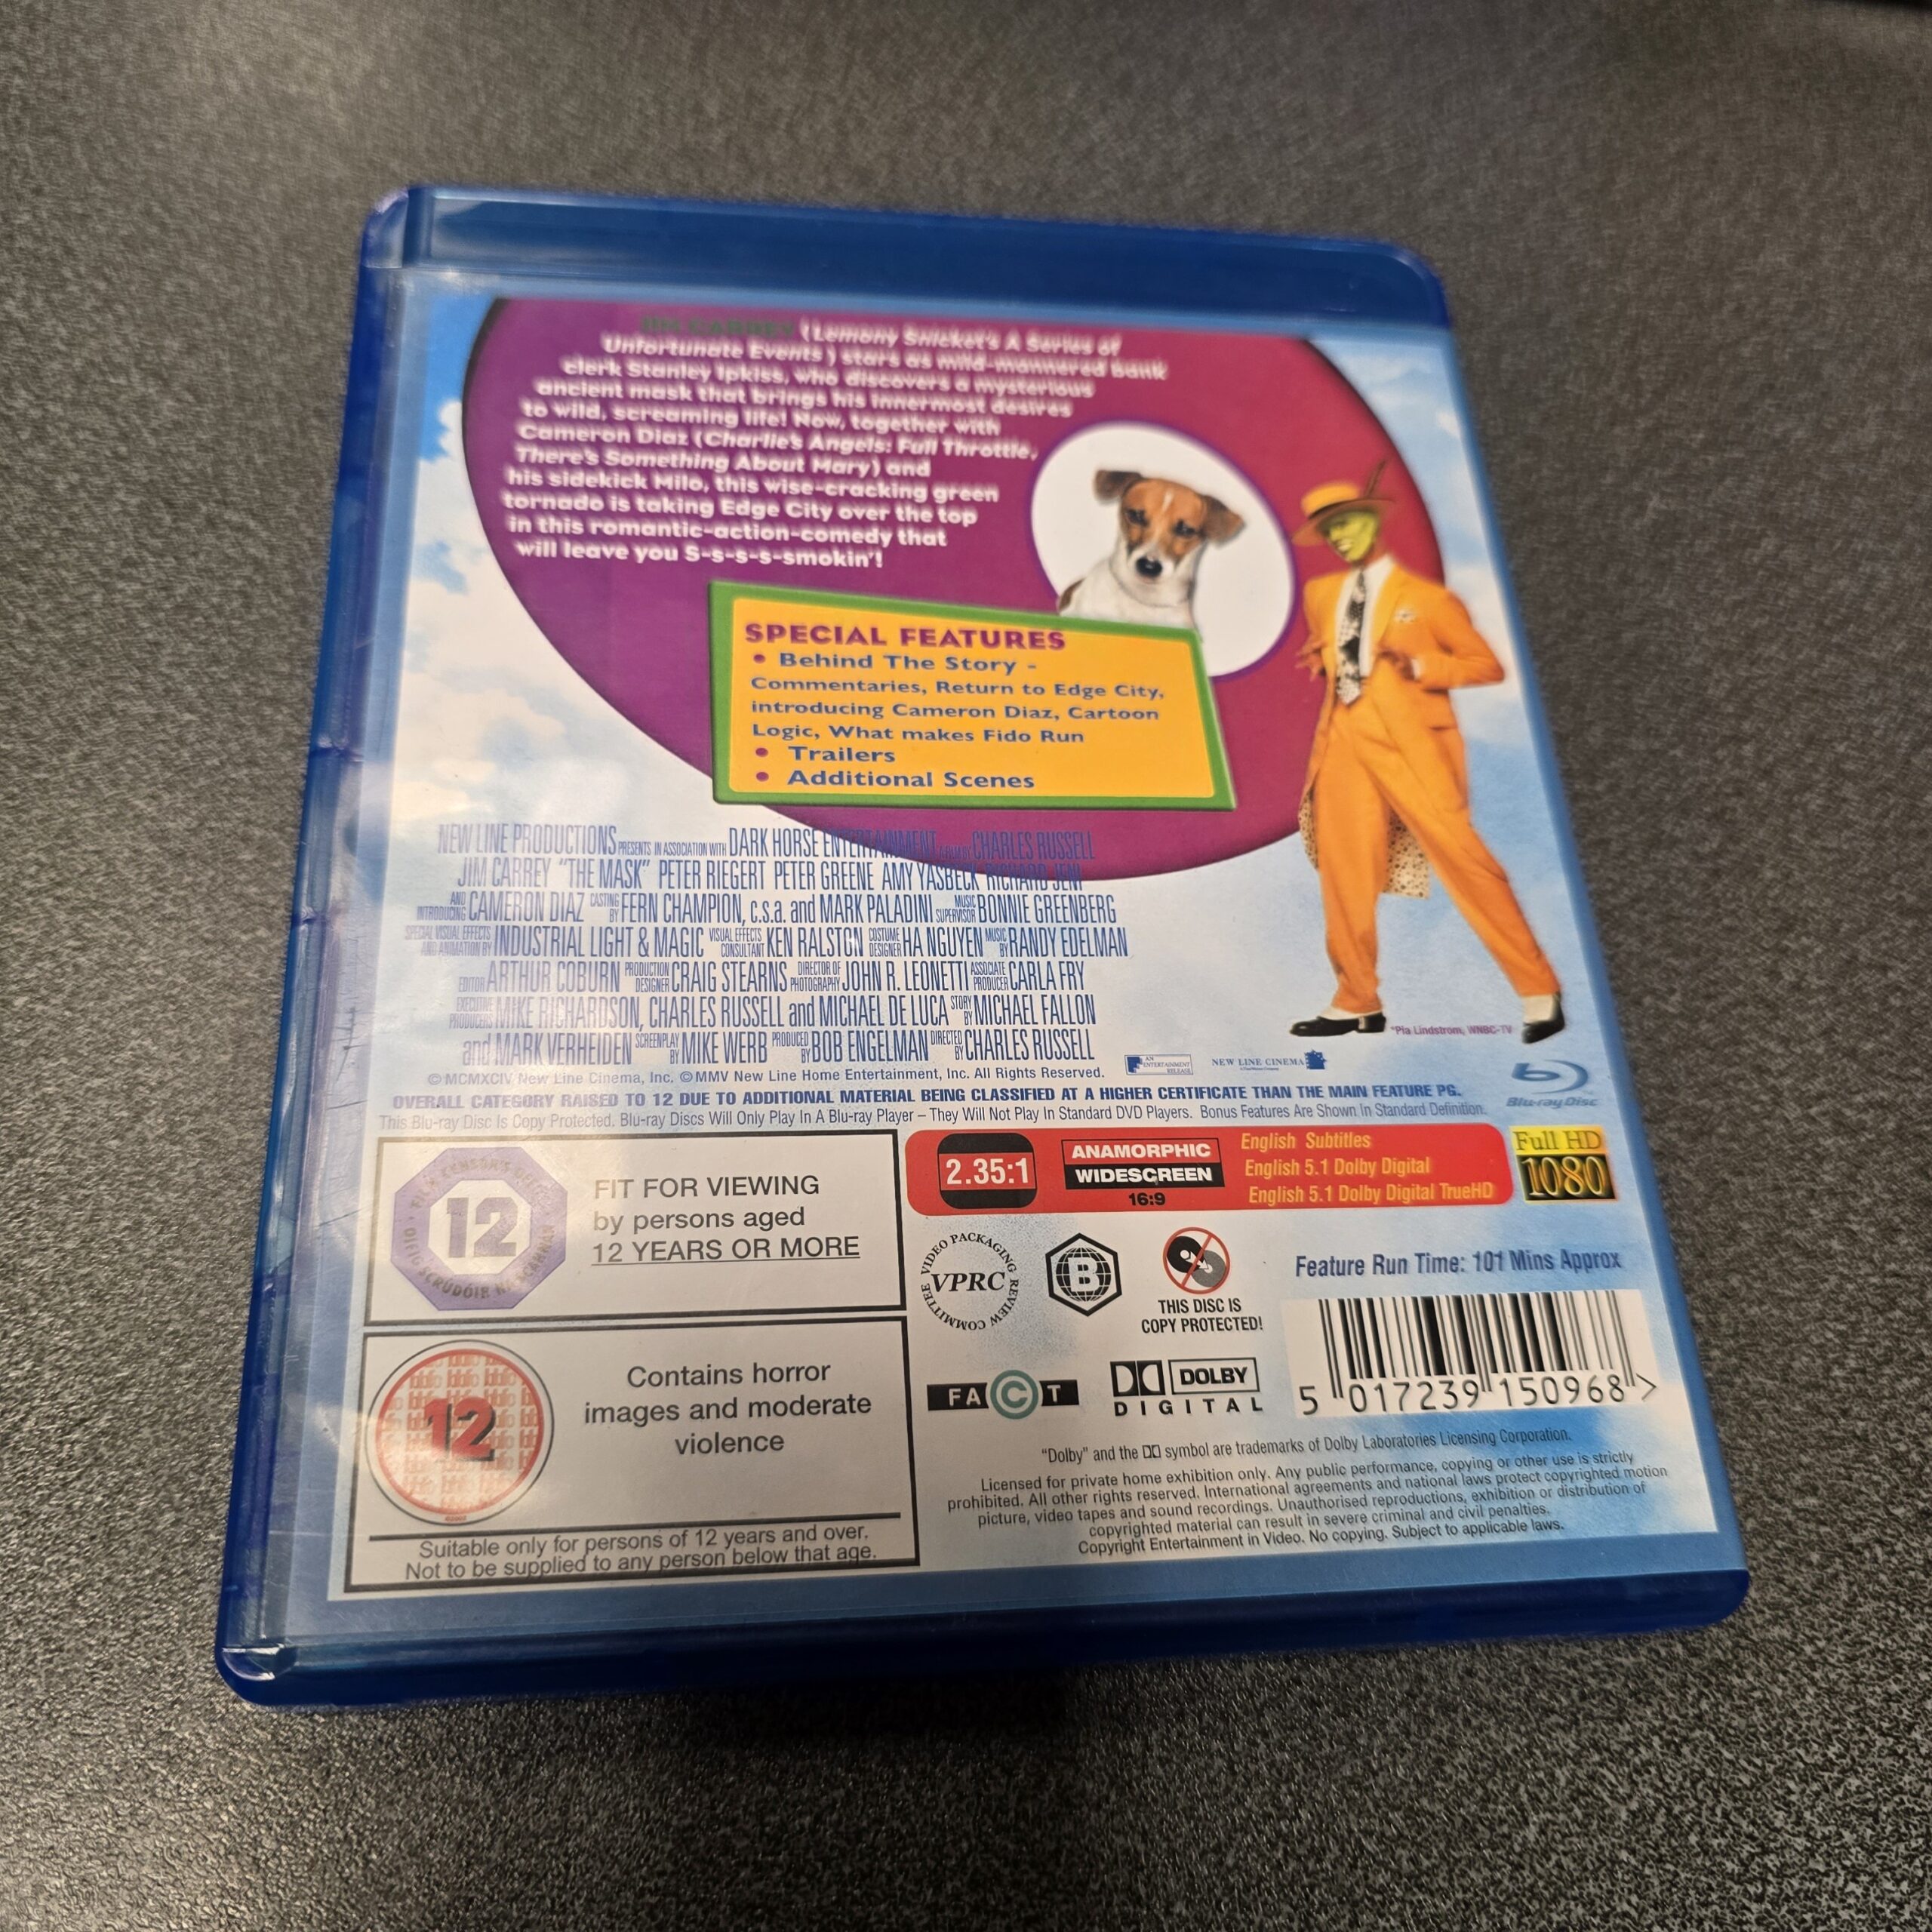 JIM CARREY (Lemony Snicket's A Series of
Unfortunate Events ) stars as mild-mannered bank
clerk Stanley Ipkiss, who discovers a mysterious
ancient mask that brings his innermost desires
to wild, screaming life! Now, together with
Cameron Diaz (Charlie's Angels: Full Throttle,
There's Something About Mary) and
his sidekick Milo, this wise-cracking green
tornado is taking Edge City over the top
in this romantic-action-comedy that
will leave you S-s-s-s-smokin'!
SPECIAL FEATURES
• Behind The Story -
Commentaries, Return to Edge City,
introducing Cameron Diaz, Cartoon
Logic, What makes Fido Run
• Trailers
• Additional Scenes
NEW LINE PRODUCTIONS PRESENTS IN ASSOCIATION WITH DARK HORSE ENTERTAINMENT A FILM BY CHARLES RUSSELL
JIM CARREY "THE MASK" PETER RIEGERT PETER GREENE AMY YASBECK RICHARD JENI
AND INTRODUCING CAMERON DIAZ CASTING BY FERN CHAMPION, c.s.a. and MARK PALADINI MUSIC SUPERVISOR BONNIE GREENBERG
SPECIAL VISUAL EFFECTS AND ANIMATION BY INDUSTRIAL LIGHT & MAGIC VISUAL EFFECTS CONSULTANT KEN RALSTON COSTUME DESIGNER HA NGUYEN MUSIC BY RANDY EDELMAN
EDITOR ARTHUR COBURN PRODUCTION DESIGNER CRAIG STEARNS DIRECTOR OF PHOTOGRAPHY JOHN R. LEONETTI ASSOCIATE PRODUCER CARLA FRY
EXECUTIVE PRODUCERS MIKE RICHARDSON, CHARLES RUSSELL and MICHAEL DE LUCA STORY BY MICHAEL FALLON
and MARK VERHEIDEN SCREENPLAY BY MIKE WERB PRODUCED BY BOB ENGELMAN DIRECTED BY CHARLES RUSSELL
*Pia Lindstrom, WNBC-TV
AN ENTERTAINMENT RELEASE
NEW LINE CINEMA
© MCMXCIV New Line Cinema, Inc. © MMV New Line Home Entertainment, Inc. All Rights Reserved.
Blu-ray Disc
OVERALL CATEGORY RAISED TO 12 DUE TO ADDITIONAL MATERIAL BEING CLASSIFIED AT A HIGHER CERTIFICATE THAN THE MAIN FEATURE PG.
This Blu-ray Disc Is Copy Protected. Blu-ray Discs Will Only Play In A Blu-ray Player – They Will Not Play In Standard DVD Players. Bonus Features Are Shown In Standard Definition.
FILM CENSOR'S OFFICE
12
OIFIG SCRÚDÓIR NA SCANNÁN
FIT FOR VIEWING
by persons aged
12 YEARS OR MORE
2.35:1
ANAMORPHIC
WIDESCREEN
16:9
English Subtitles
English 5.1 Dolby Digital
English 5.1 Dolby Digital TrueHD
Full HD
1080
VIDEO PACKAGING REVIEW COMMITTEE
VPRC
B
THIS DISC IS
COPY PROTECTED!
Feature Run Time: 101 Mins Approx
12
Contains horror
images and moderate
violence
Suitable only for persons of 12 years and over.
Not to be supplied to any person below that age.
FACT
DOLBY
DIGITAL
5 017239 150968 >
"Dolby" and the DD symbol are trademarks of Dolby Laboratories Licensing Corporation.
Licensed for private home exhibition only. Any public performance, copying or other use is strictly
prohibited. All other rights reserved. International agreements and national laws protect copyrighted motion
picture, video tapes and sound recordings. Unauthorised reproductions, exhibition or distribution of
copyrighted material can result in severe criminal and civil penalties.
Copyright Entertainment in Video. No copying. Subject to applicable laws.